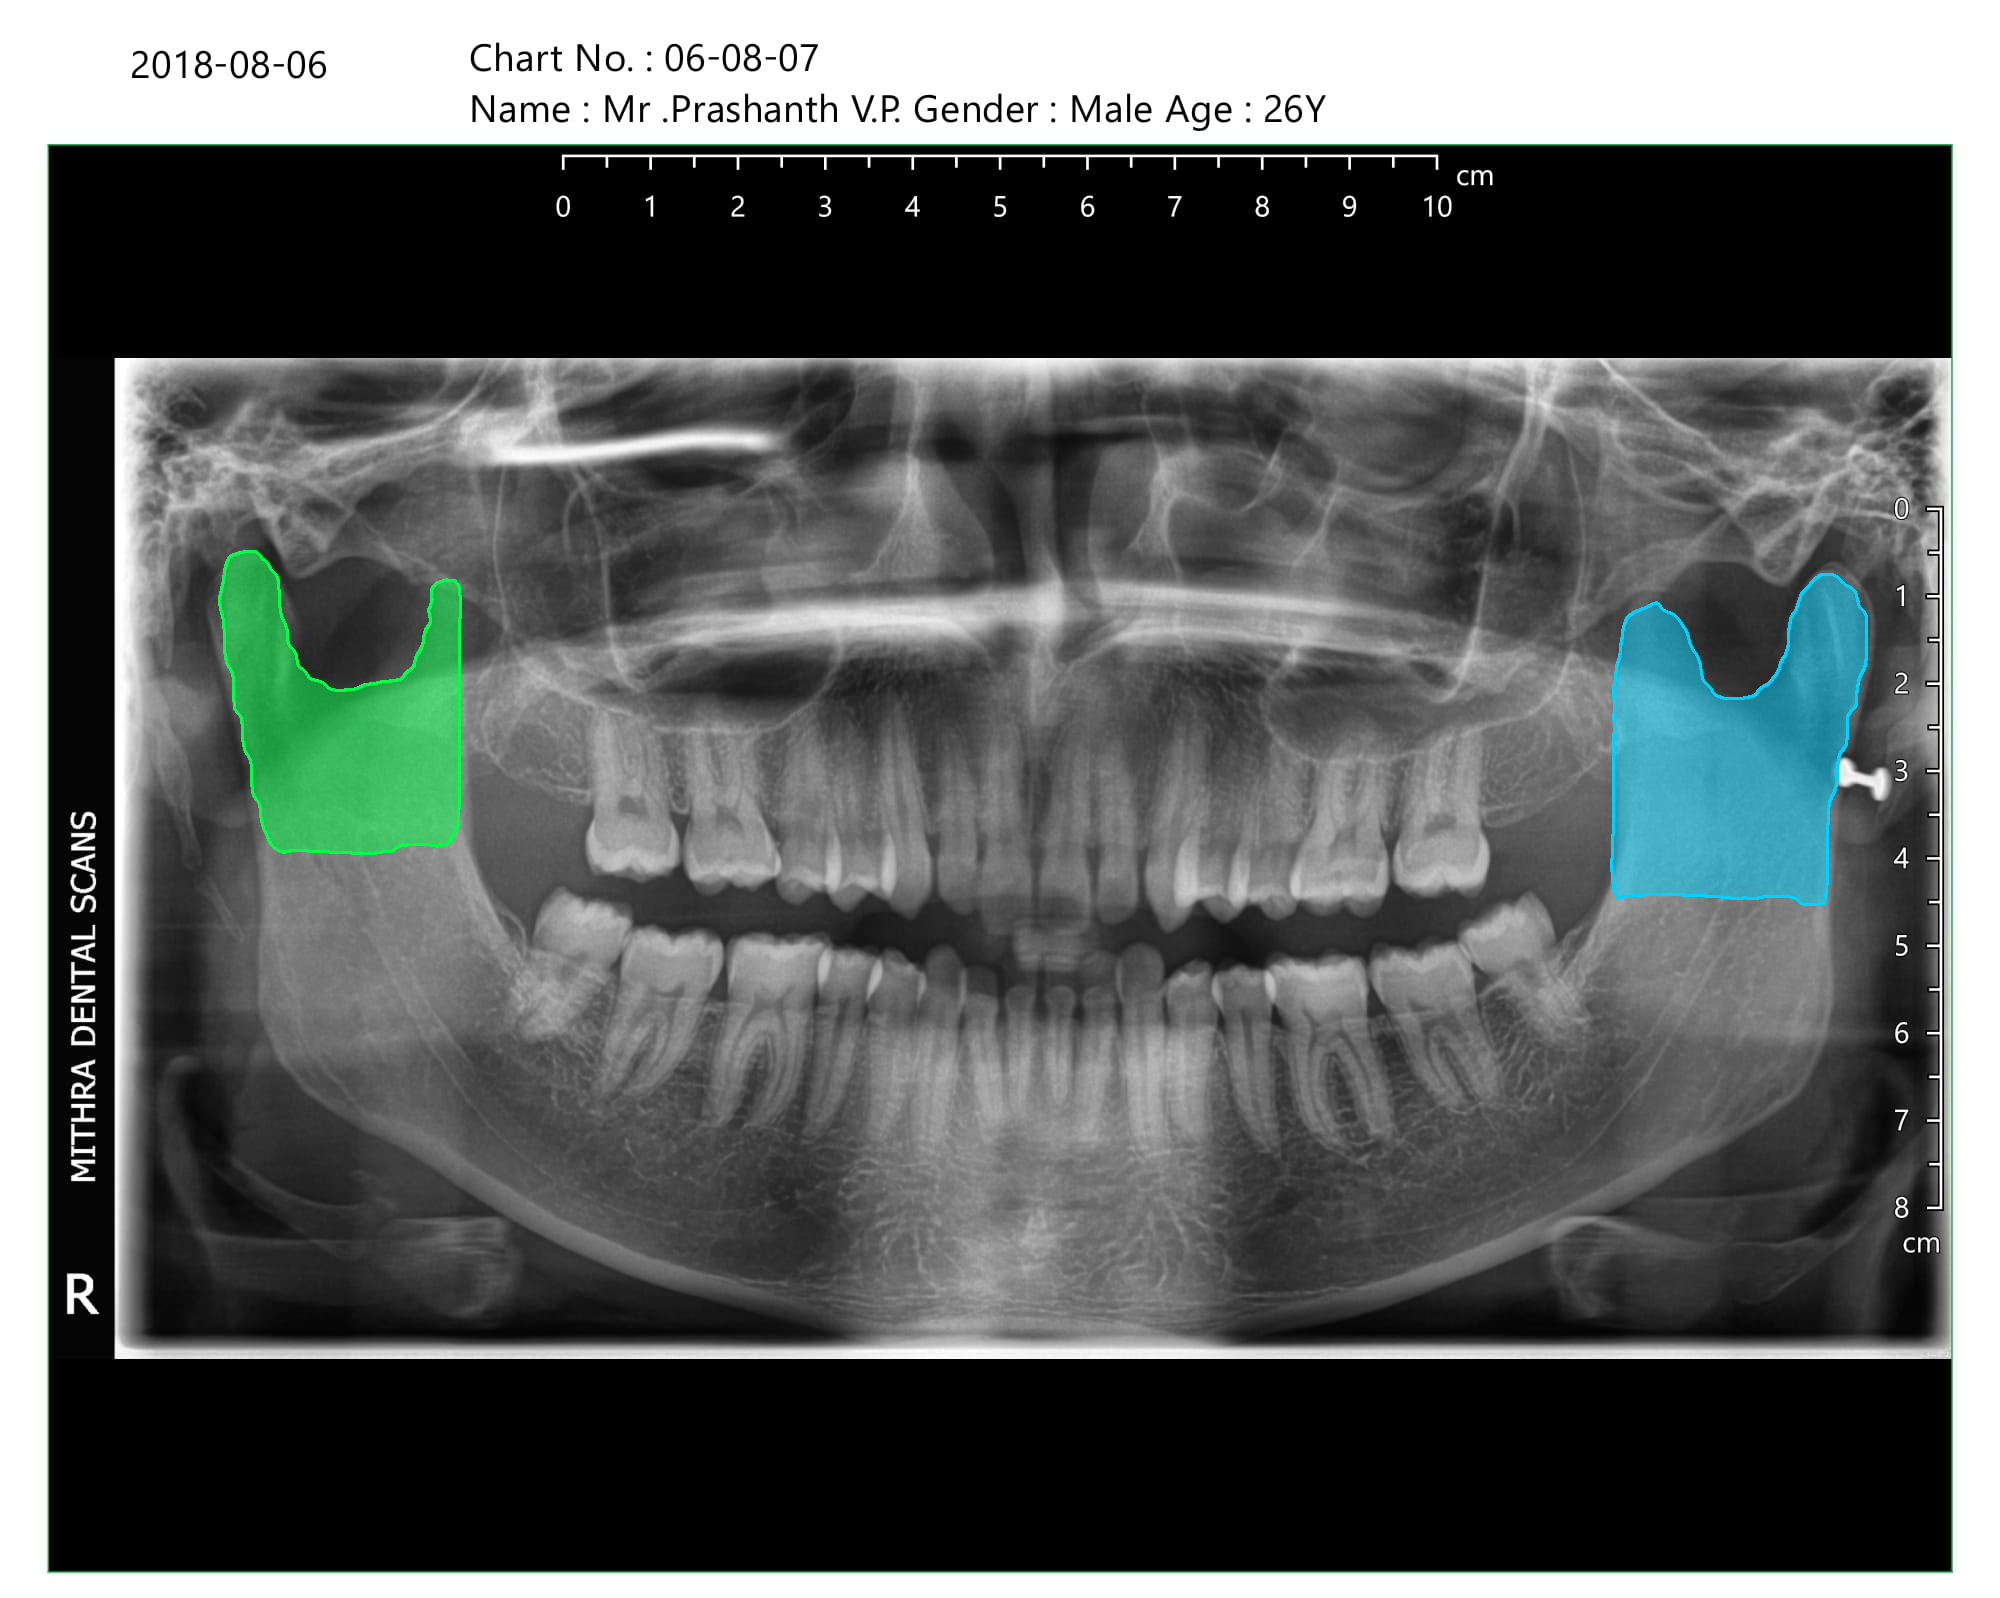 2018-08-06
Chart No. : 06-08-07
Name : Mr .Prashanth V.P. Gender : Male Age : 26Y
0 1 2 3 4 5 6 7 8 9 10 cm
0
1
2
3
4
5
6
7
8
cm
MITHRA DENTAL SCANS
R